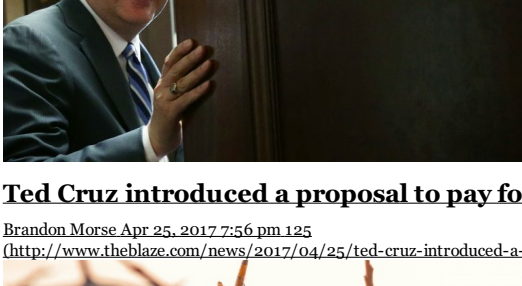 Ted Cruz introduced a proposal to pay fo
Brandon Morse Apr 25, 2017 7:56 pm 125
(http://www.theblaze.com/news/2017/04/25/ted-cruz-introduced-a-